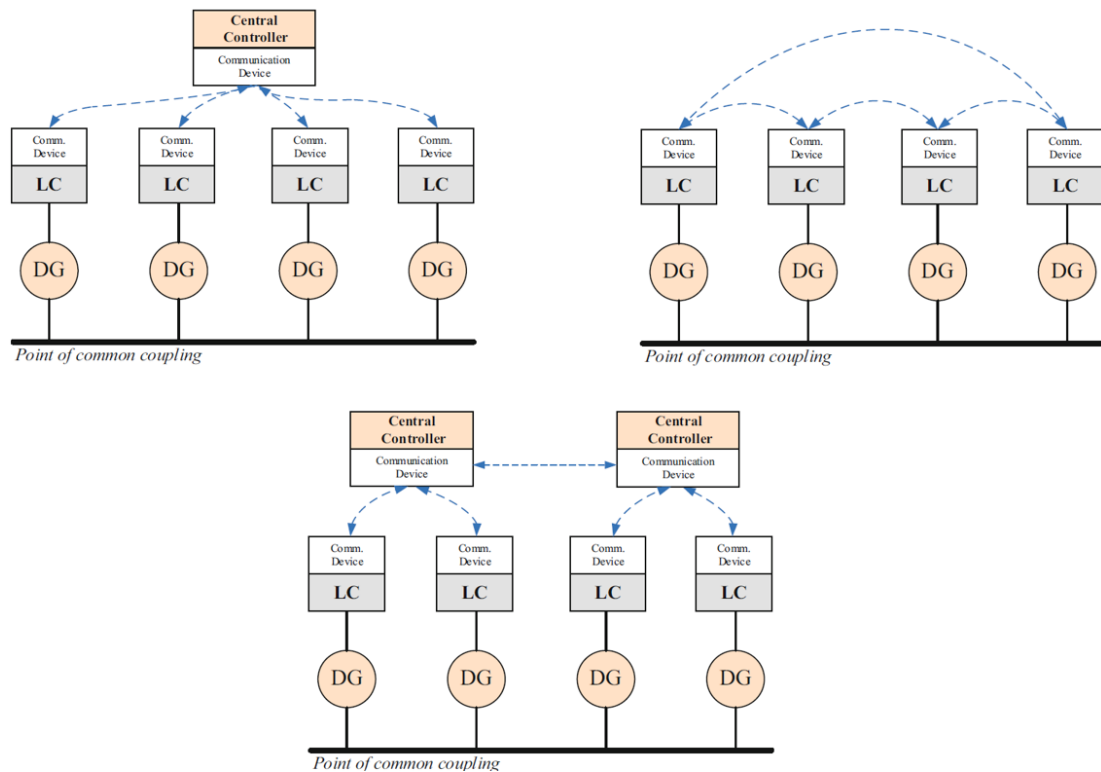 Central
Controller
Communication
Device
Comm.
Device
LC
DG
Comm.
Device
LC
DG
Comm.
Device
LC
DG
Comm.
Device
LC
DG
Point of common coupling
Comm.
Device
LC
DG
Comm.
Device
LC
DG
Comm.
Device
LC
DG
Comm.
Device
LC
DG
Point of common coupling
Central
Controller
Communication
Device
Central
Controller
Communication
Device
Comm.
Device
LC
DG
Comm.
Device
LC
DG
Comm.
Device
LC
DG
Comm.
Device
LC
DG
Point of common coupling